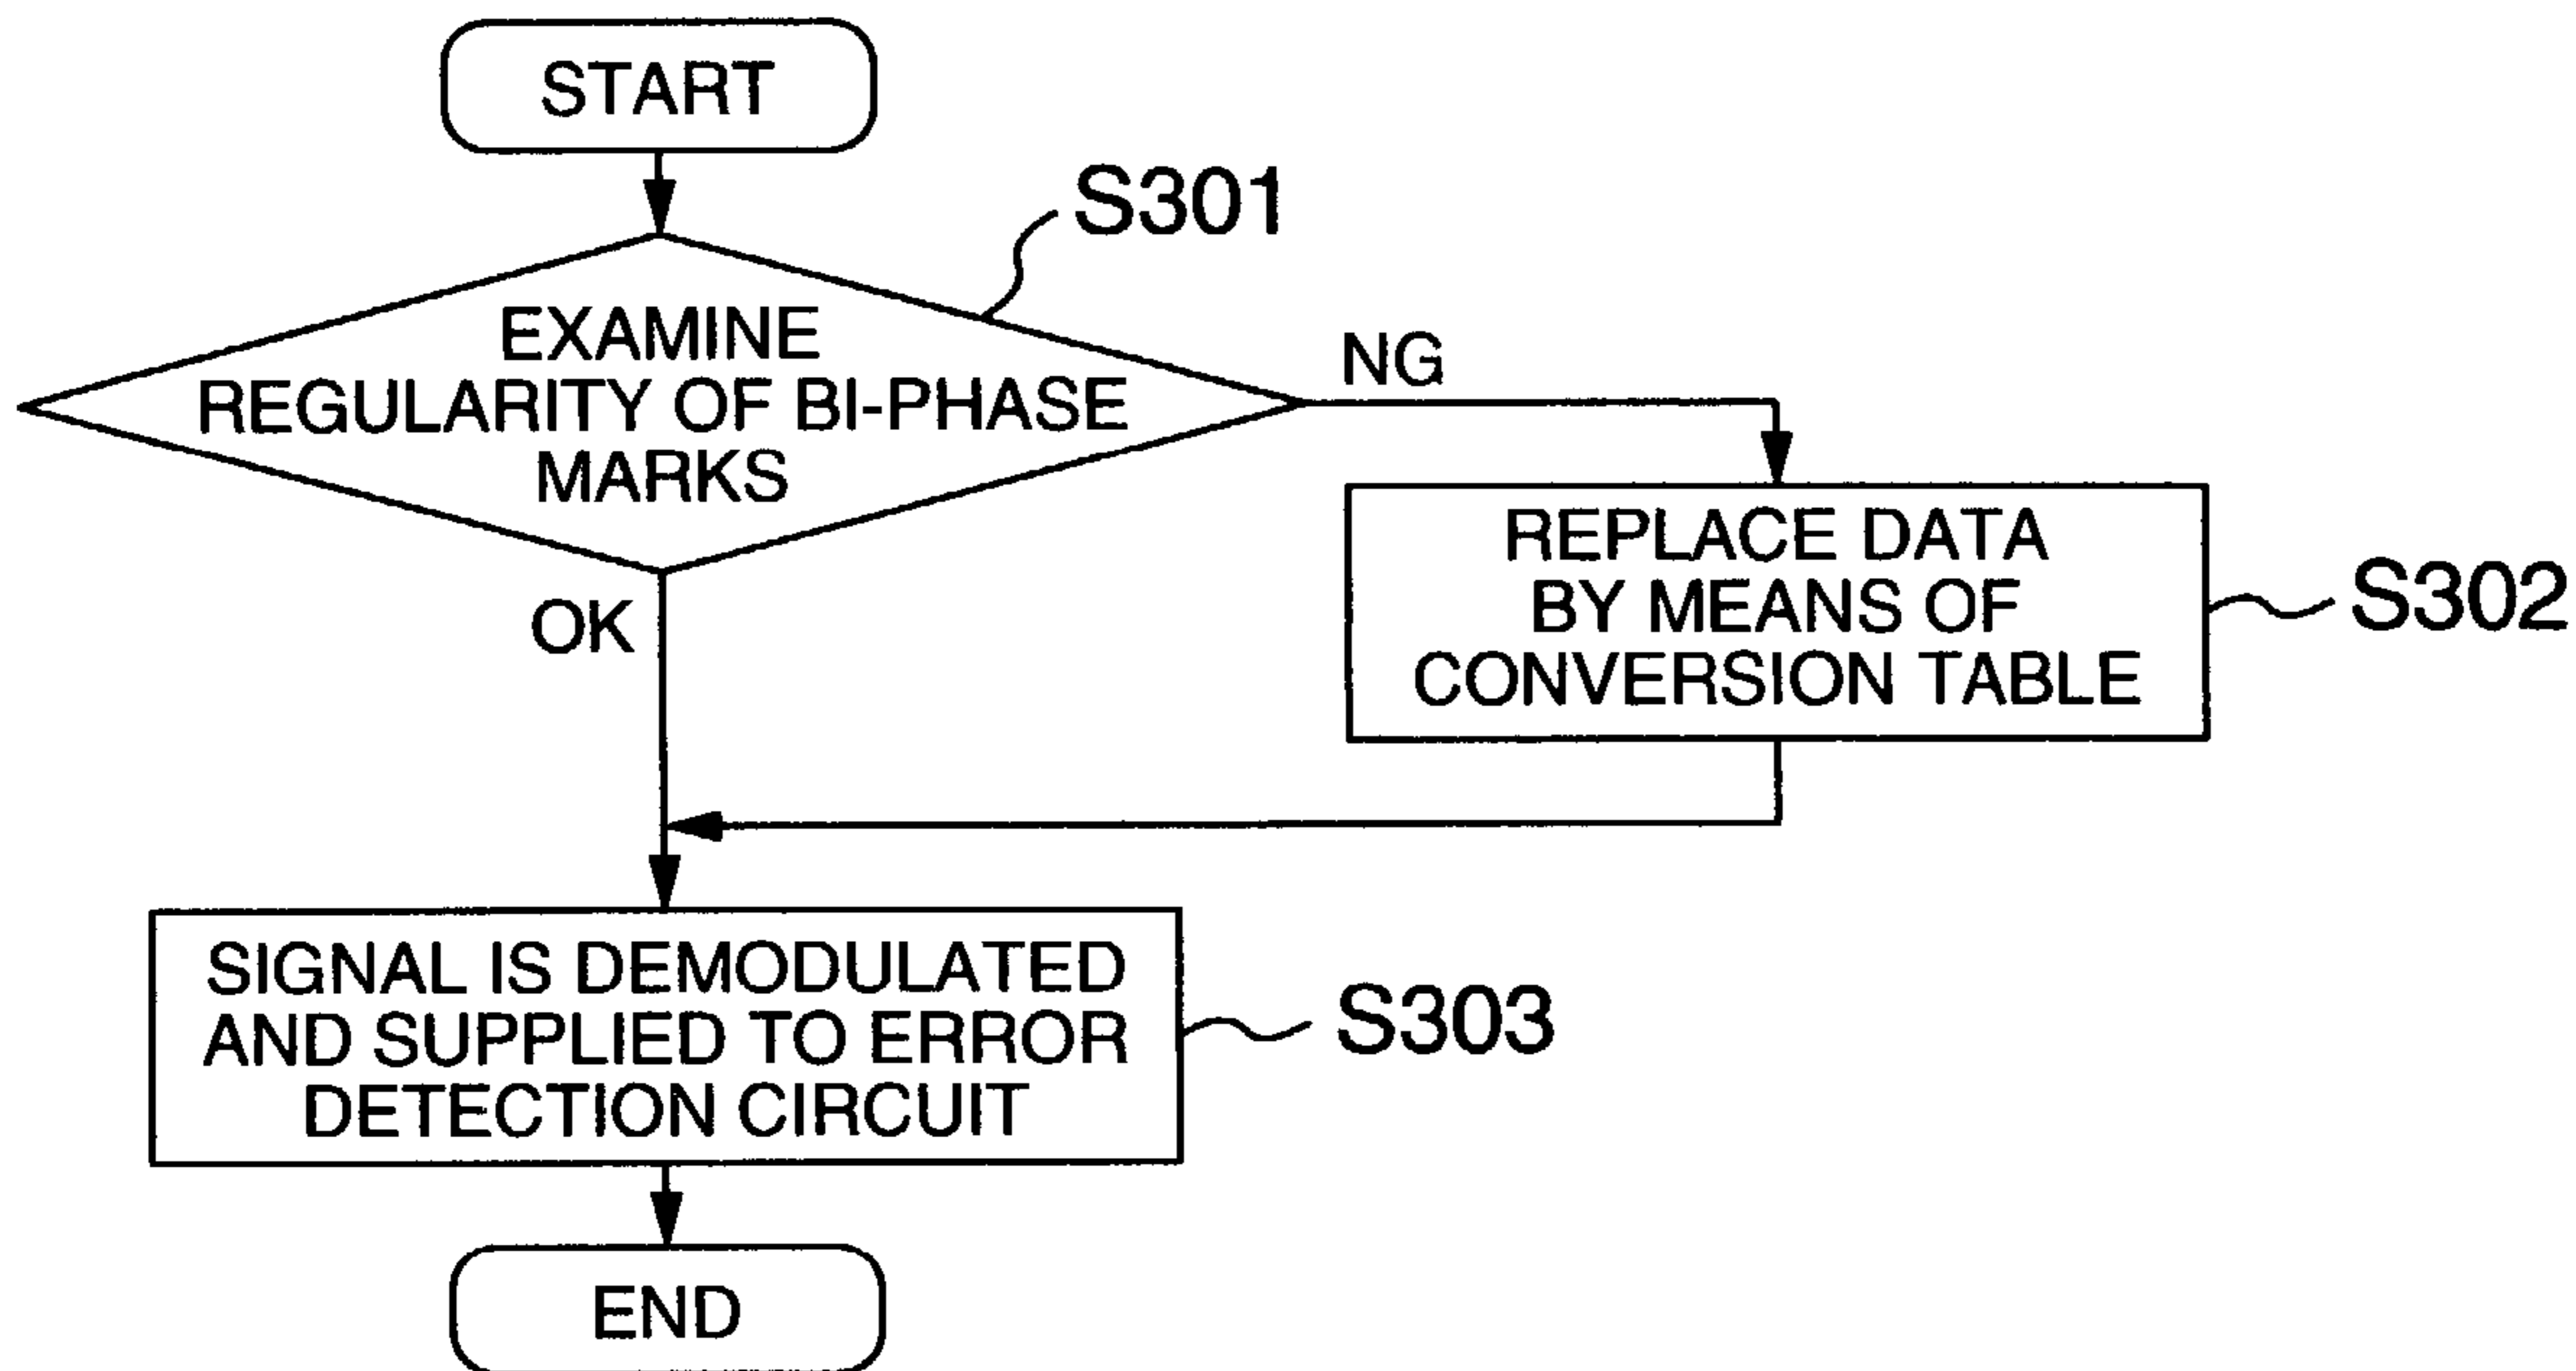 START
S301
EXAMINE
REGULARITY OF BI-PHASE
MARKS
NG
OK
REPLACE DATA
BY MEANS OF
CONVERSION TABLE
S302
SIGNAL IS DEMODULATED
AND SUPPLIED TO ERROR
DETECTION CIRCUIT
S303
END